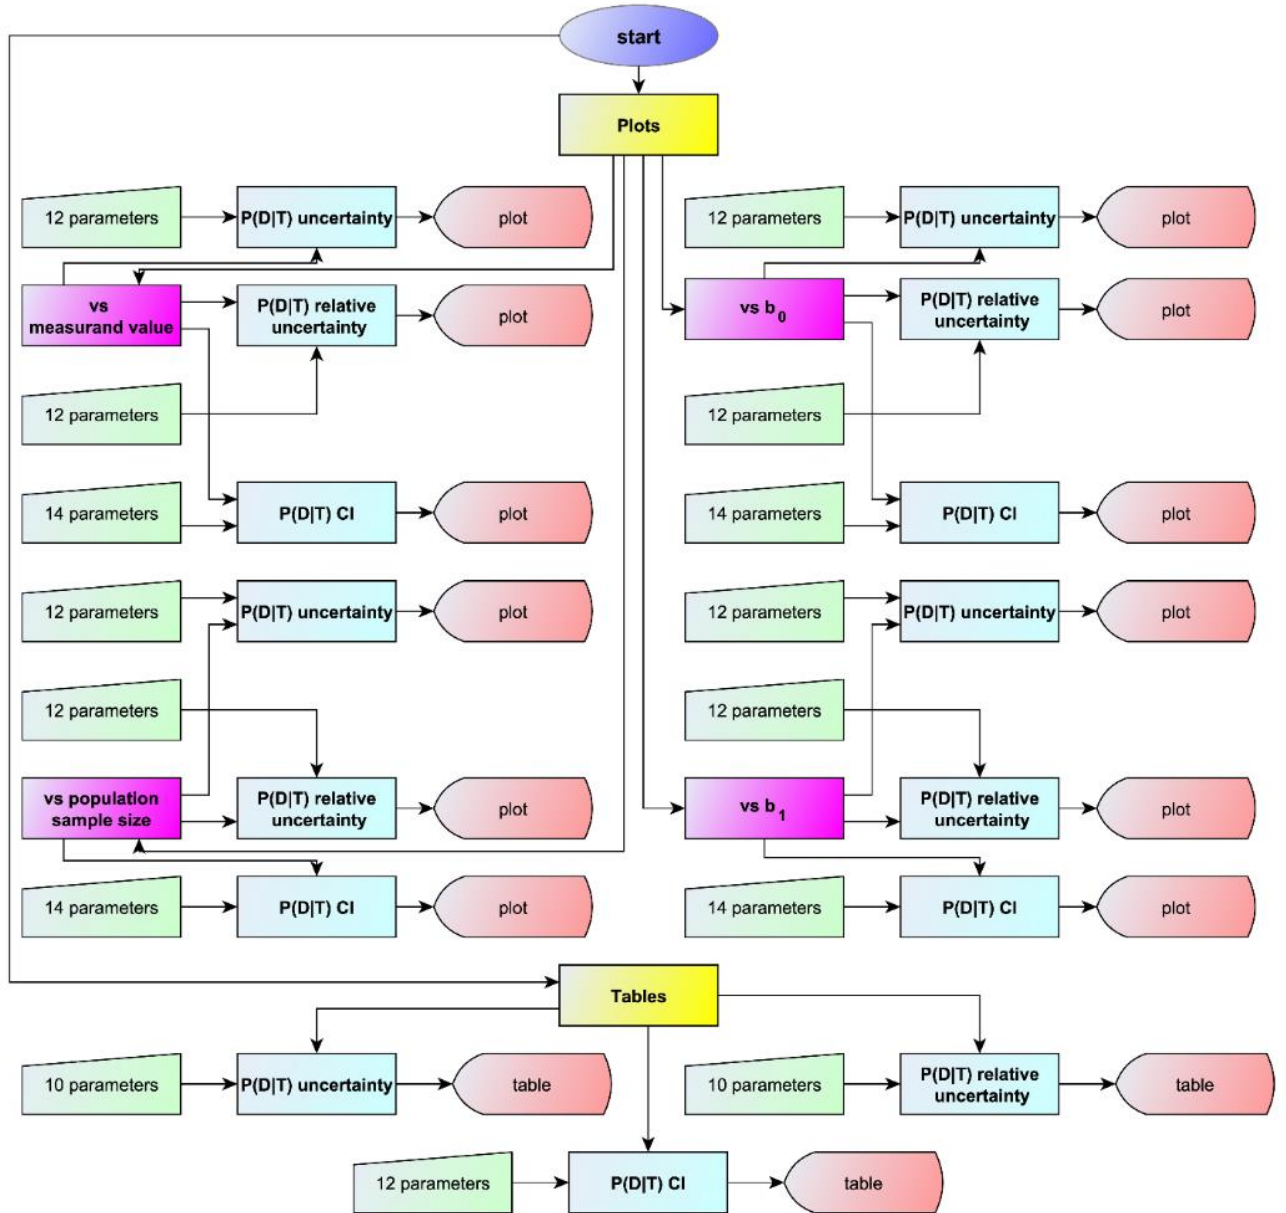 start
Plots
12 parameters
P(D|T) uncertainty
plot
12 parameters
P(D|T) uncertainty
plot
vs
measurand value
P(D|T) relative
uncertainty
plot
vs b0
P(D|T) relative
uncertainty
plot
12 parameters
12 parameters
14 parameters
P(D|T) CI
plot
14 parameters
P(D|T) CI
plot
12 parameters
P(D|T) uncertainty
plot
12 parameters
P(D|T) uncertainty
plot
12 parameters
12 parameters
vs population
sample size
P(D|T) relative
uncertainty
plot
vs b1
P(D|T) relative
uncertainty
plot
14 parameters
P(D|T) CI
plot
14 parameters
P(D|T) CI
plot
Tables
10 parameters
P(D|T) uncertainty
table
10 parameters
P(D|T) relative
uncertainty
table
12 parameters
P(D|T) CI
table